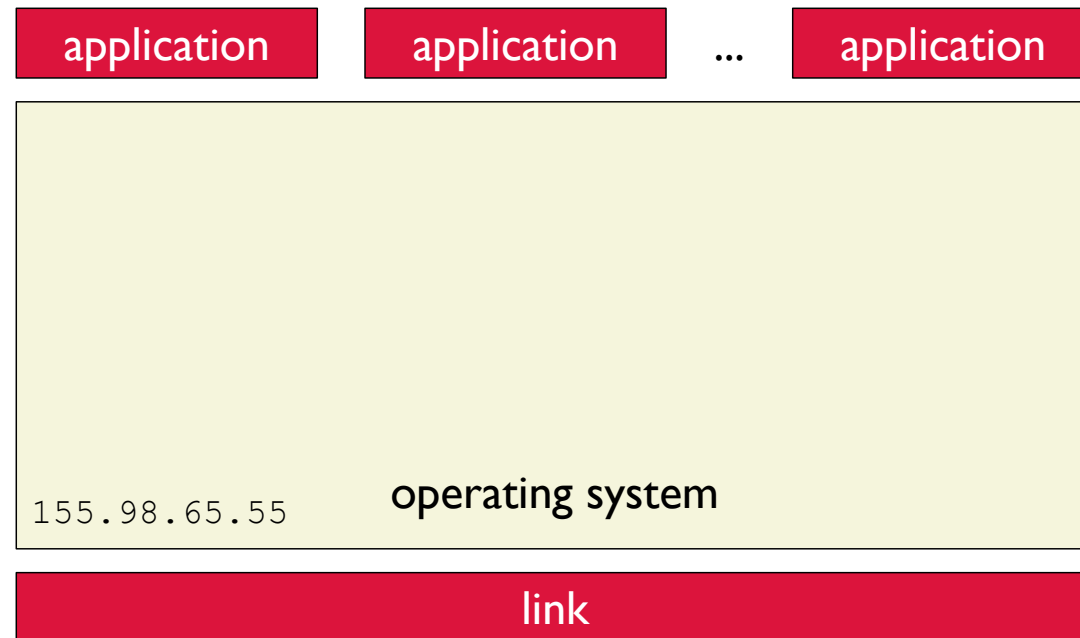 application application ... application
operating system
155.98.65.55
link